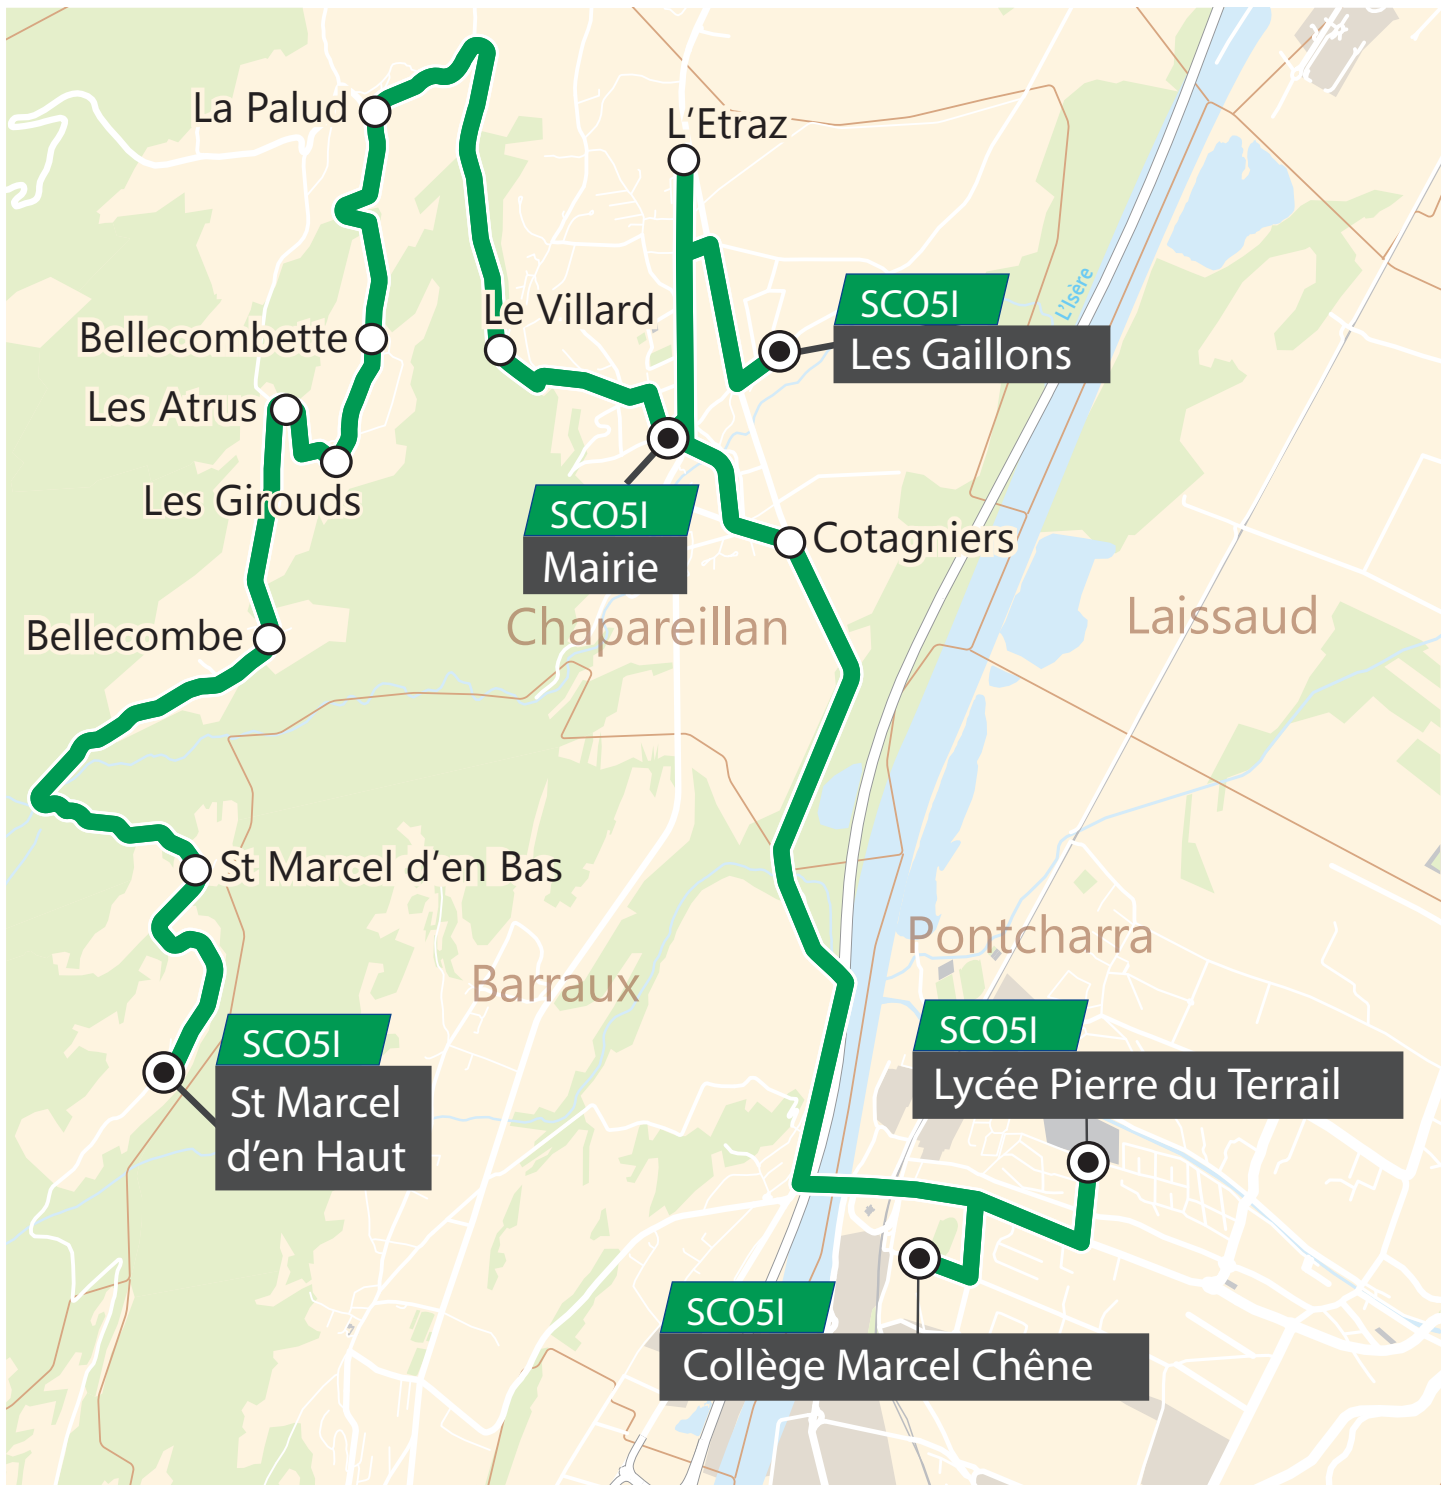 La Palud
L'Etraz
L'Isère
SCO5I
Les Gaillons
Le Villard
Bellecombette
Les Atrus
Les Girouds
SCO5I
Mairie
Cotagniers
Chapareillan
Laissaud
Bellecombe
St Marcel d'en Bas
Pontcharra
Barraux
SCO5I
St Marcel
d'en Haut
SCO5I
Lycée Pierre du Terrail
SCO5I
Collège Marcel Chêne